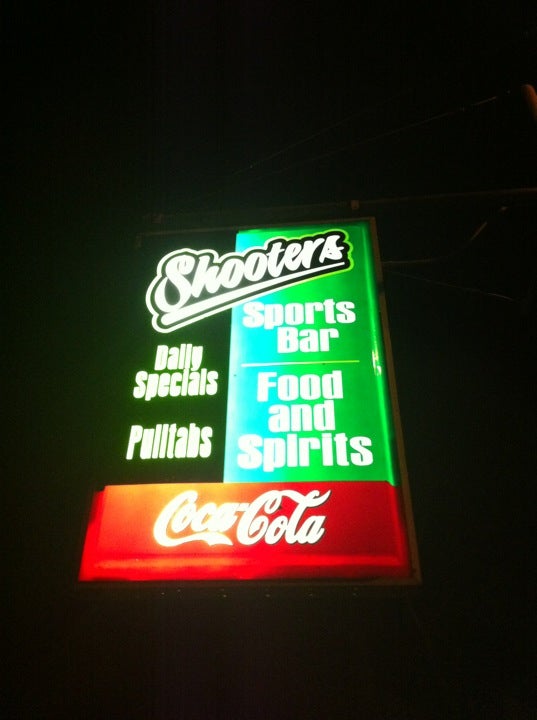 Shooters
Sports
Bar
Daily
Specials
Food
and
Spirits
Pulltabs
Coca-Cola